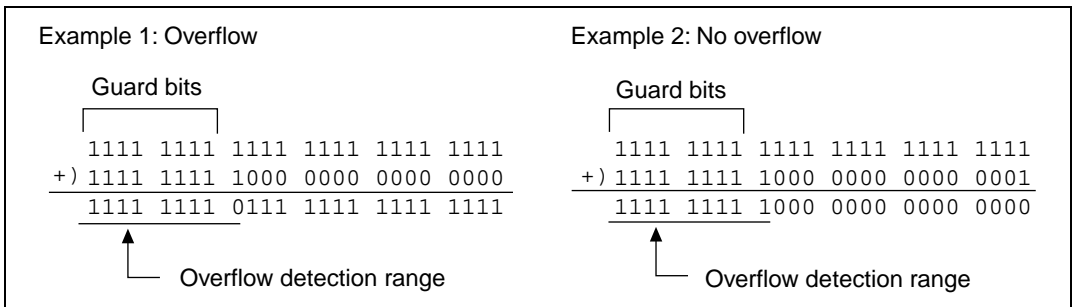 Example 1: Overflow
Guard bits
1111 1111 1111 1111 1111 1111
+) 1111 1111 1000 0000 0000 0000
1111 1111 0111 1111 1111 1111
Overflow detection range
Example 2: No overflow
Guard bits
1111 1111 1111 1111 1111 1111
+) 1111 1111 1000 0000 0000 0001
1111 1111 1000 0000 0000 0000
Overflow detection range